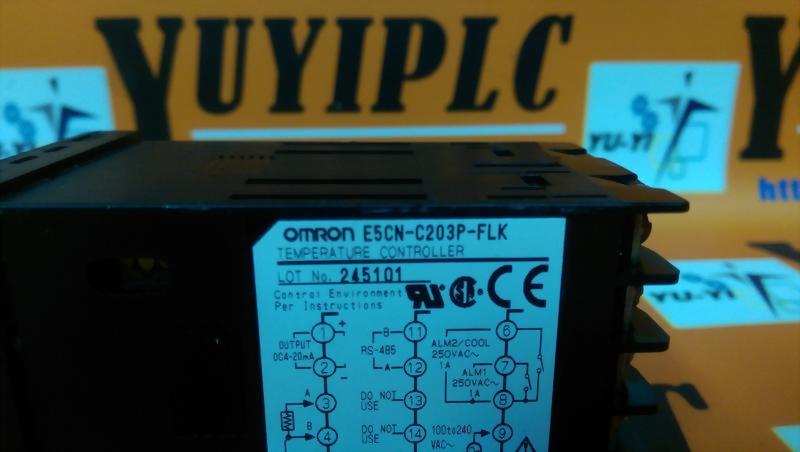 YUYIPLC
YU-YI
htt
OMRON E5CN-C203P-FLK
TEMPERATURE CONTROLLER
LOT No. 245101
Control Environment
Per Instructions
CE
OUTPUT
DC4-20mA
1 +
2 -
3 A
4 B
RS-485
B 11
A 12
DO NOT USE 13
DO NOT USE 14
ALM2/COOL
250VAC~
1A
ALM1
250VAC~
1A
6
7
8
9
100to240
VAC~
YU-YI